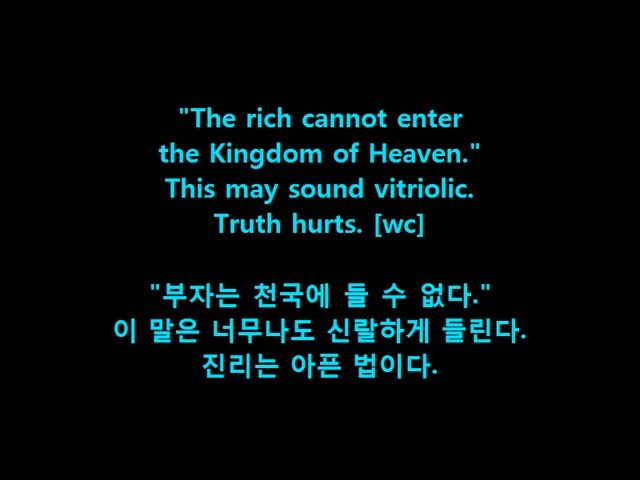 "The rich cannot enter
the Kingdom of Heaven."
This may sound vitriolic.
Truth hurts. [wc]
"부자는 천국에 들 수 없다."
이 말은 너무나도 신랄하게 들린다.
진리는 아픈 법이다.